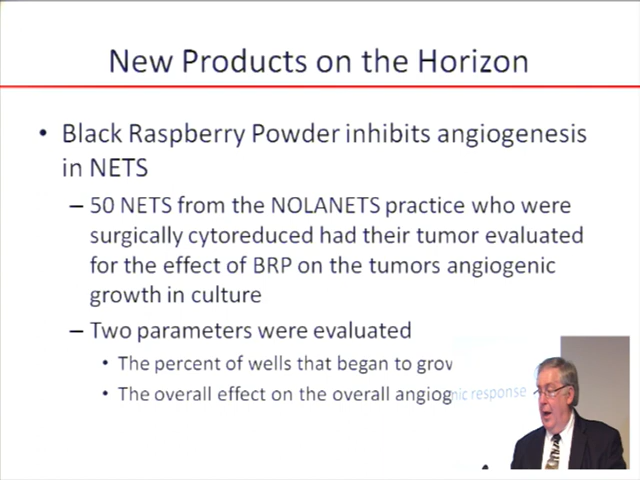 New Products on the Horizon
• Black Raspberry Powder inhibits angiogenesis
in NETS
– 50 NETS from the NOLANETS practice who were
surgically cytoreduced had their tumor evaluated
for the effect of BRP on the tumors angiogenic
growth in culture
– Two parameters were evaluated
• The percent of wells that began to grov
• The overall effect on the overall angiognic response